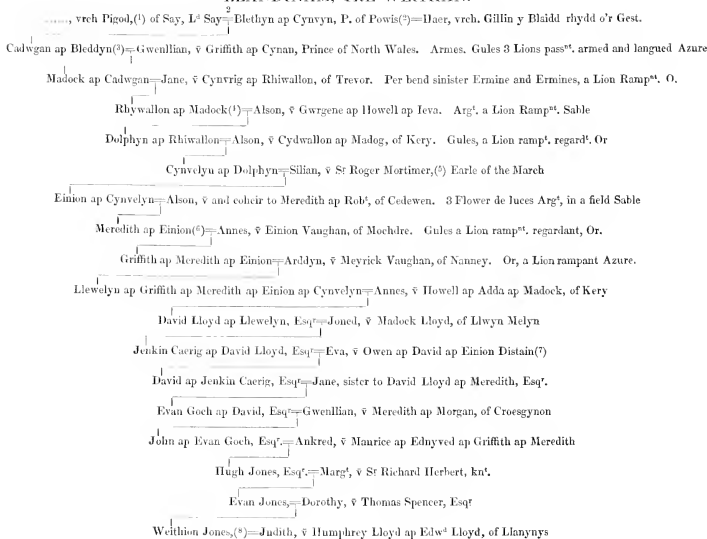 2
vrch Pigod,(1) of Say, Ld Say=Blethyn ap Cynvyn, P. of Powis(2)=Haer, vrch. Gillin y Blaidd rhydd o'r Gest.
Cadwgan ap Bleddyn(3)=Gwenllian, ṽ Griffith ap Cynan, Prince of North Wales. Armes. Gules 3 Lions passnt. armed and langued Azure
Madock ap Cadwgan=Jane, ṽ Cynvrig ap Rhiwallon, of Trevor. Per bend sinister Ermine and Ermines, a Lion Rampnt. O.
Rhywallon ap Madock(4)=Alson, ṽ Gwrgene ap Howell ap Ieva. Argt. a Lion Rampnt. Sable
Dolphyn ap Rhiwallon=Alson, ṽ Cydwallon ap Madog, of Kery. Gules, a Lion rampt. regardt. Or
Cynvelyn ap Dolphyn=Silian, ṽ Sr Roger Mortimer,(5) Earle of the March
Einion ap Cynvelyn=Alson, ṽ and coheir to Meredith ap Robt, of Cedewen. 3 Flower de luces Argt, in a field Sable
Meredith ap Einion(6)=Annes, ṽ Einion Vaughan, of Mochdre. Gules a Lion rampnt. regardant, Or.
Griffith ap Meredith ap Einion=Arddyn, ṽ Meyrick Vaughan, of Nanney. Or, a Lion rampant Azure.
Llewelyn ap Griffith ap Meredith ap Einion ap Cynvelyn=Annes, ṽ Howell ap Adda ap Madock, of Kery
David Lloyd ap Llewelyn, Esqr=Joned, ṽ Madock Lloyd, of Llwyn Melyn
Jenkin Caerig ap David Lloyd, Esqr=Eva, ṽ Owen ap David ap Einion Distain(7)
David ap Jenkin Caerig, Esqr=Jane, sister to David Lloyd ap Meredith, Esqr.
Evan Goch ap David, Esqr=Gwenllian, ṽ Meredith ap Morgan, of Croesgynon
John ap Evan Goch, Esqr.=Ankred, ṽ Maurice ap Ednyved ap Griffith ap Meredith
Hugh Jones, Esqr.=Margt, ṽ Sr Richard Herbert, knt.
Evan Jones,=Dorothy, ṽ Thomas Spencer, Esqr
Weithion Jones,(8)=Judith, ṽ Humphrey Lloyd ap Edwd Lloyd, of Llanynys